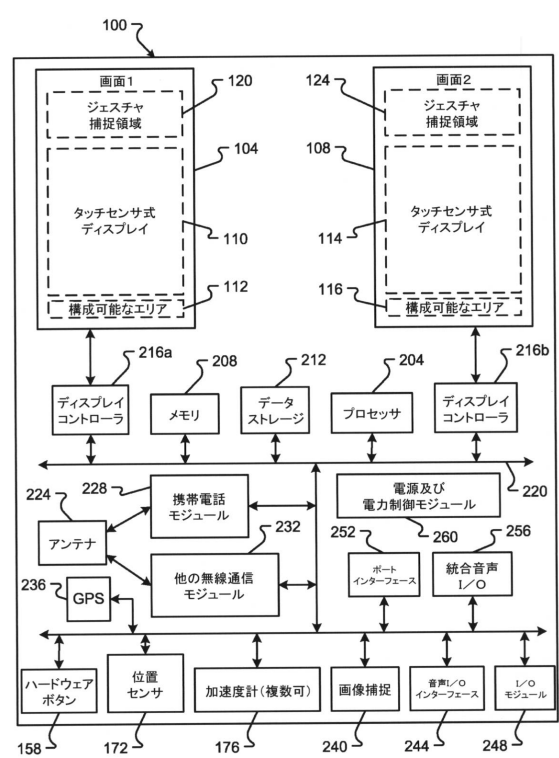 100
画面1
120
ジェスチャ
捕捉領域
104
タッチセンサ式
ディスプレイ
110
構成可能なエリア
112
画面2
124
ジェスチャ
捕捉領域
108
タッチセンサ式
ディスプレイ
114
116
構成可能なエリア
216a
208
212
204
216b
ディスプレイ
コントローラ
メモリ
データ
ストレージ
プロセッサ
ディスプレイ
コントローラ
220
224
228
携帯電話
モジュール
電源及び
電力制御モジュール
260
アンテナ
232
他の無線通信
モジュール
252
ポート
インターフェース
256
統合音声
I/O
236
GPS
ハードウェア
ボタン
位置
センサ
加速度計(複数可)
画像捕捉
音声I/O
インターフェース
I/O
モジュール
158
172
176
240
244
248